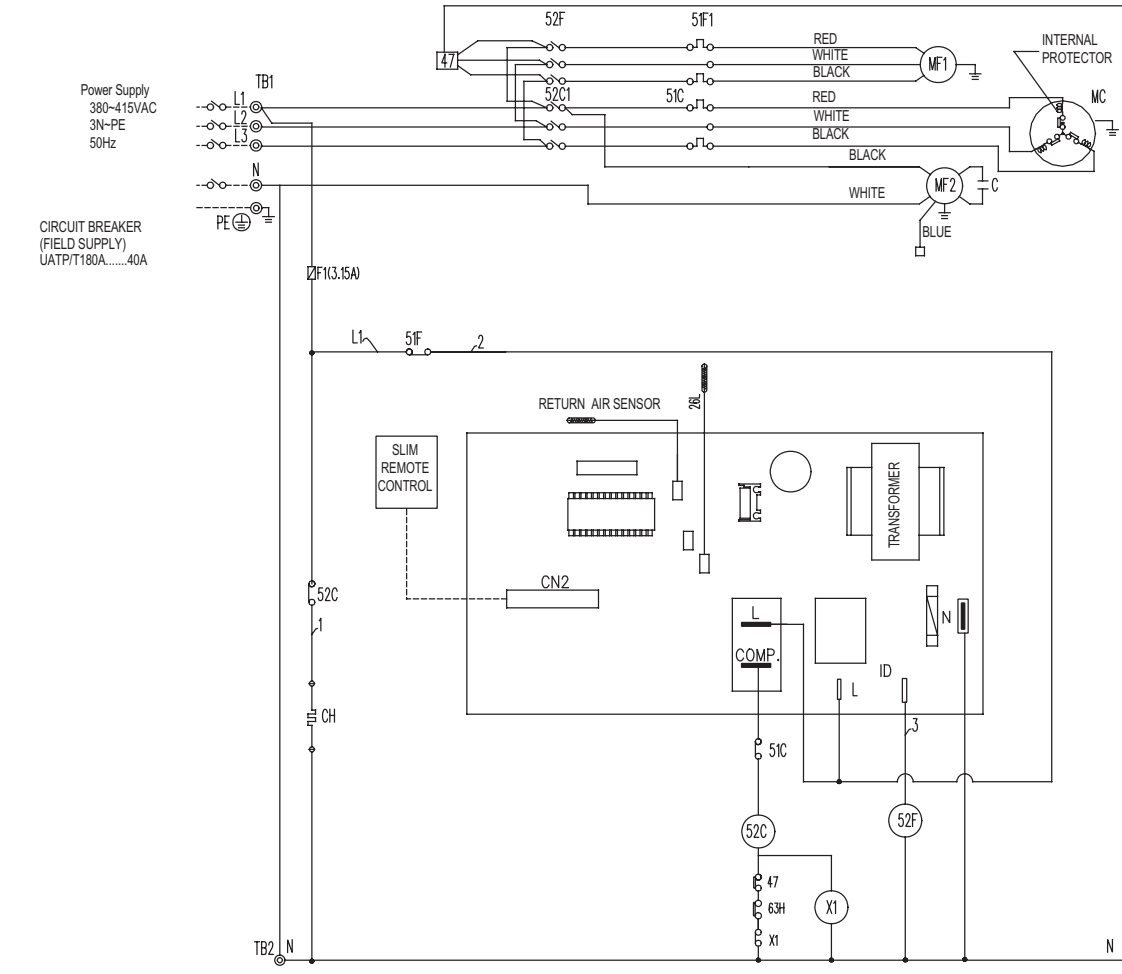 52F
51F1
RED
WHITE
BLACK
47
MF1
INTERNAL
PROTECTOR
MC
Power Supply
380~415VAC
3N~PE
50Hz
TB1
L1
L2
L3
N
52C1
51C
RED
WHITE
BLACK
BLACK
WHITE
MF2
C
BLUE
PE
CIRCUIT BREAKER
(FIELD SUPPLY)
UATP/T180A.......40A
F1(3.15A)
L1
51F
2
RETURN AIR SENSOR
26L
SLIM
REMOTE
CONTROL
TRANSFORMER
CN2
52C
1
L
COMP.
N
ID
L
CH
3
51C
52C
52F
47
63H
X1
X1
TB2
N
N